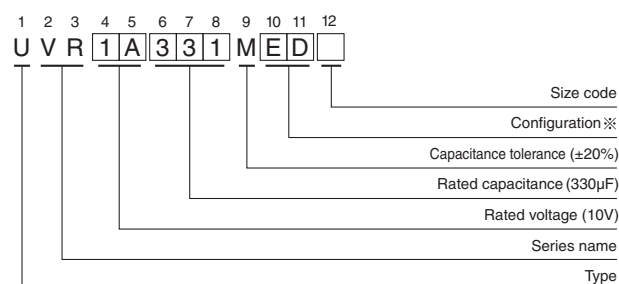 1 2 3 4 5 6 7 8 9 10 11 12
U V R 1 A 3 3 1 M E D
Size code
Configuration※
Capacitance tolerance (±20%)
Rated capacitance (330µF)
Rated voltage (10V)
Series name
Type